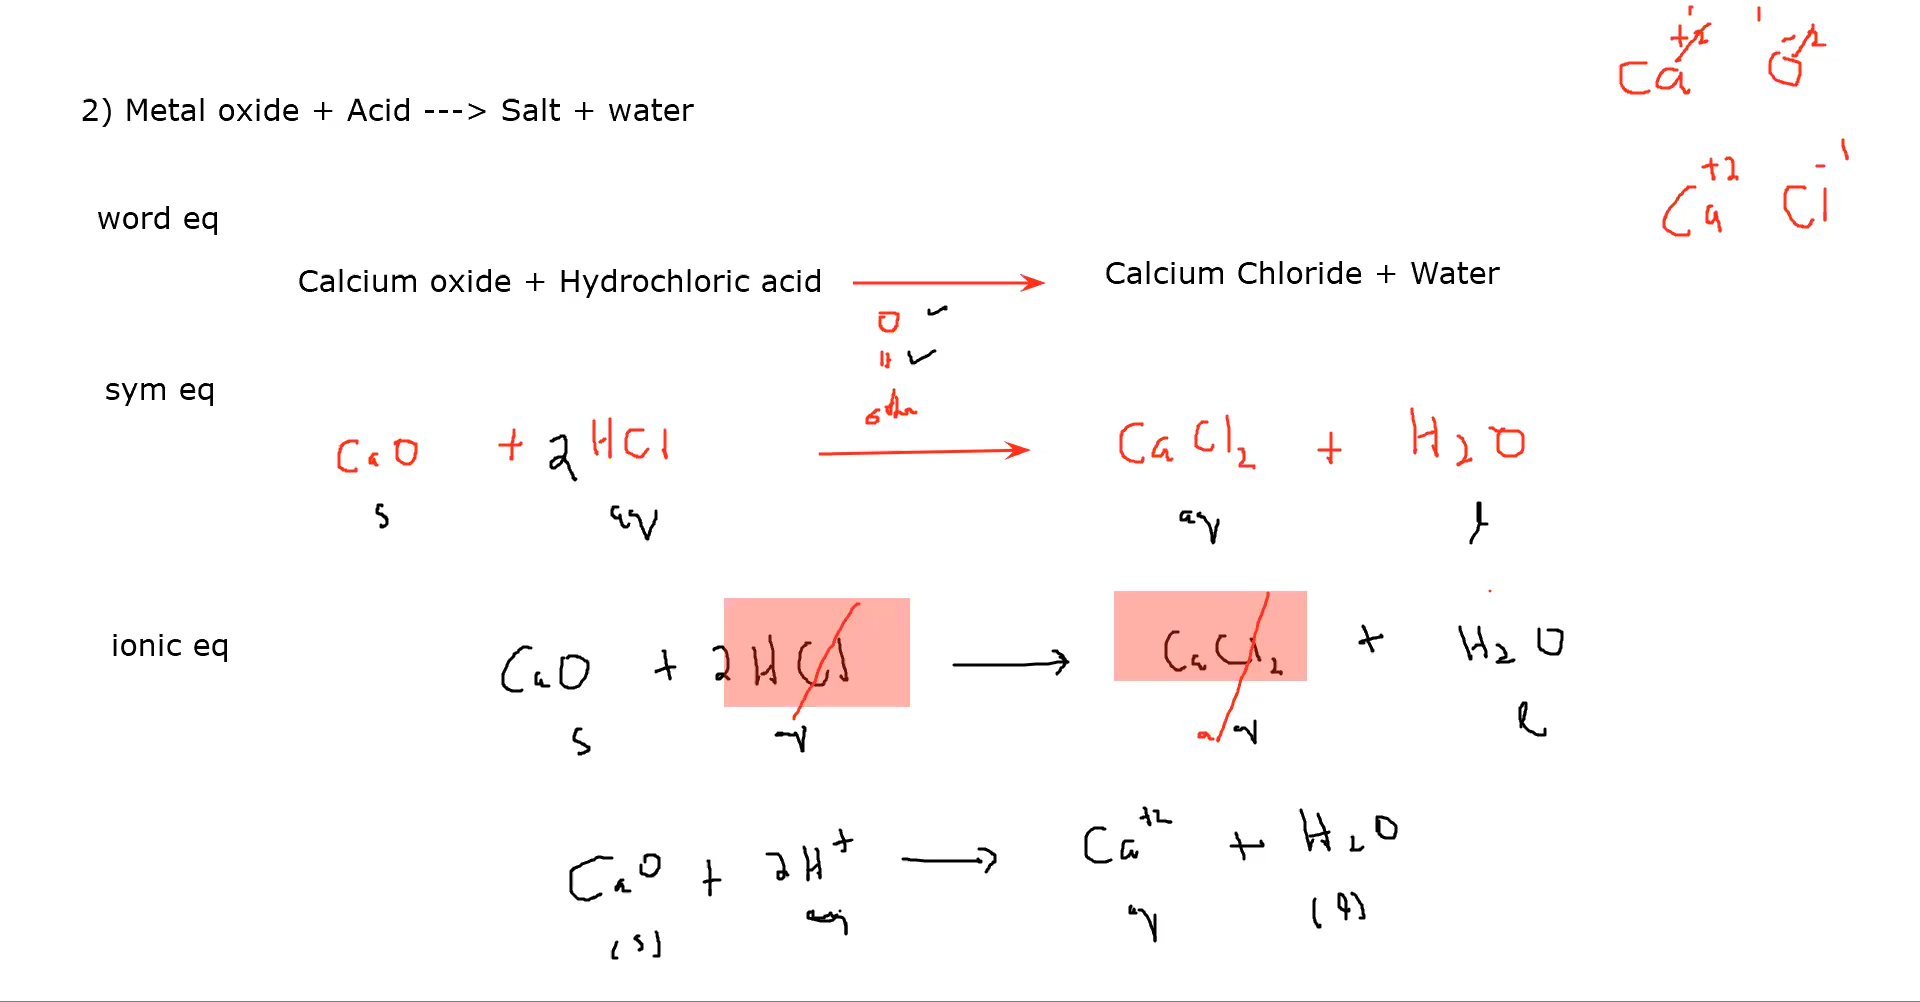 Ca +2 O -2
2) Metal oxide + Acid ---> Salt + water
Ca +2 Cl -1
word eq
Calcium oxide + Hydrochloric acid Calcium Chloride + Water
O
H
sym eq
CaO + 2HCl CaCl2 + H2O
s aq aq l
ionic eq
CaO + 2HCl → CaCl2 + H2O
s aq l
CaO + 2H+ → Ca+2 + H2O
(s) aq aq (l)